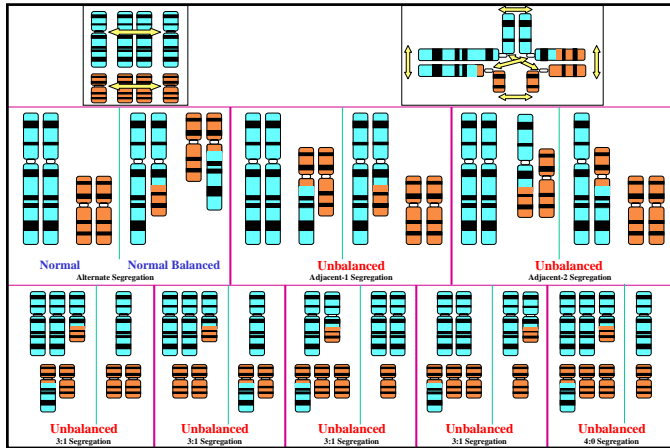 Normal
Normal Balanced
Alternate Segregation
Unbalanced
Adjacent-1 Segregation
Unbalanced
Adjacent-2 Segregation
Unbalanced
3:1 Segregation
Unbalanced
3:1 Segregation
Unbalanced
3:1 Segregation
Unbalanced
3:1 Segregation
Unbalanced
4:0 Segregation